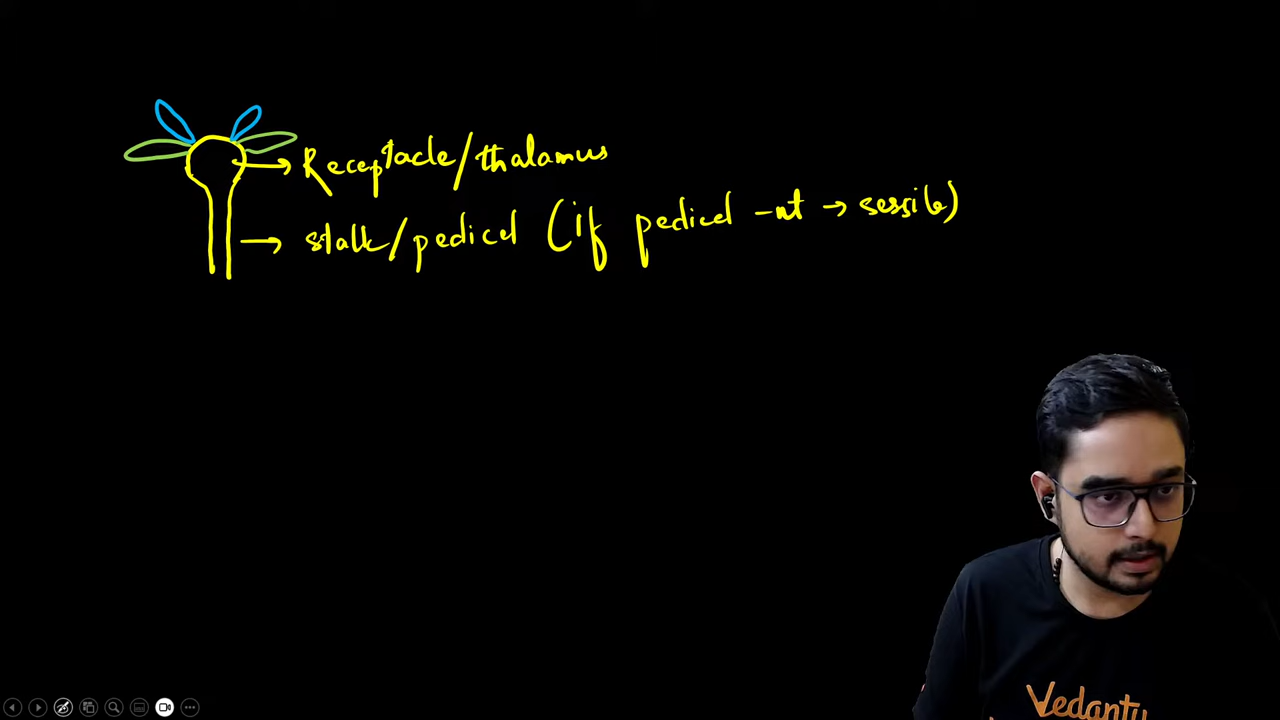 Receptacle/thalamus
stalk/pedicel (if pedicel -nt → sessile)
Vedantu